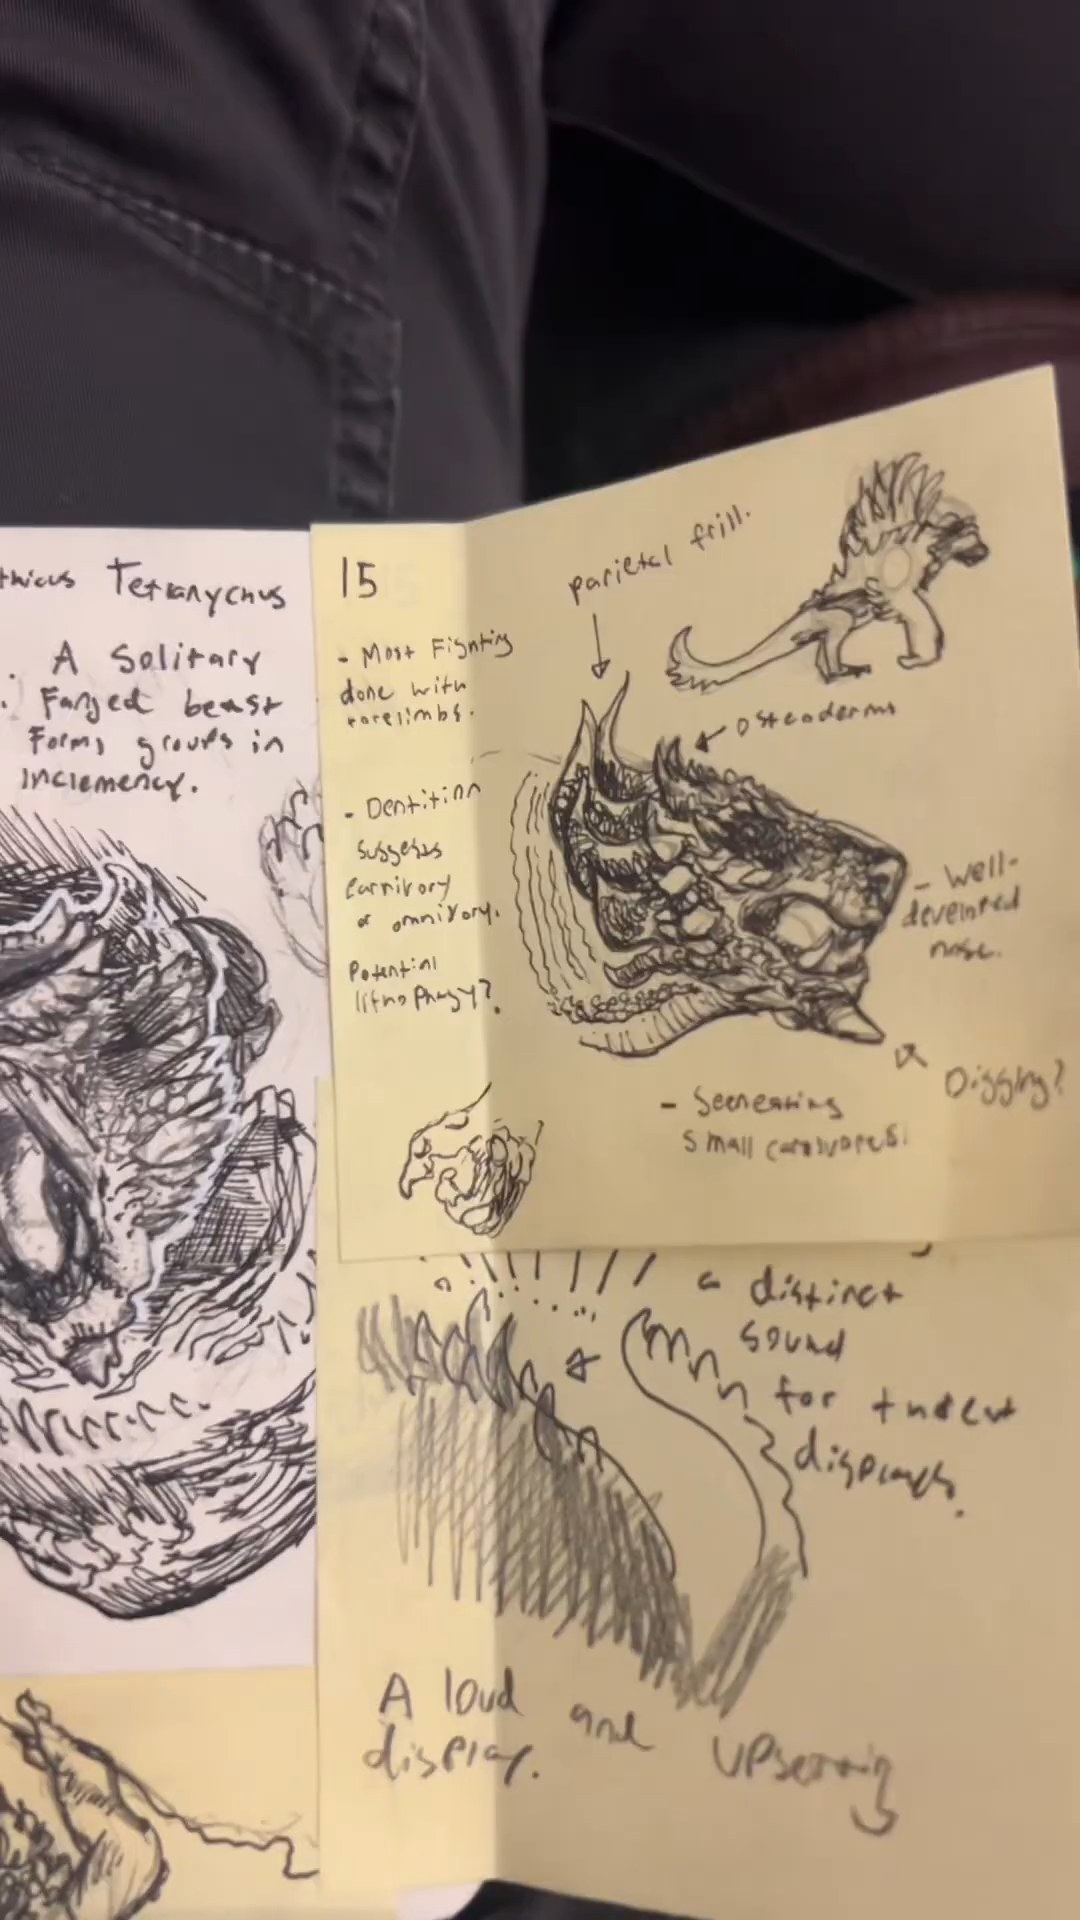 Tetranychus
A Solitary
Fanged beast
Forms groups in
inclemency.
15
parietal frill.
- Most Fighting
done with
forelimbs.
osteoderms
- Dentition
suggests
carnivory
or omnivory.
Potential
lithophagy?
- Well-
developed
nose.
Digging?
small carnivores.
a distinct
sound
for threat
displays.
A loud and upsetting
display.